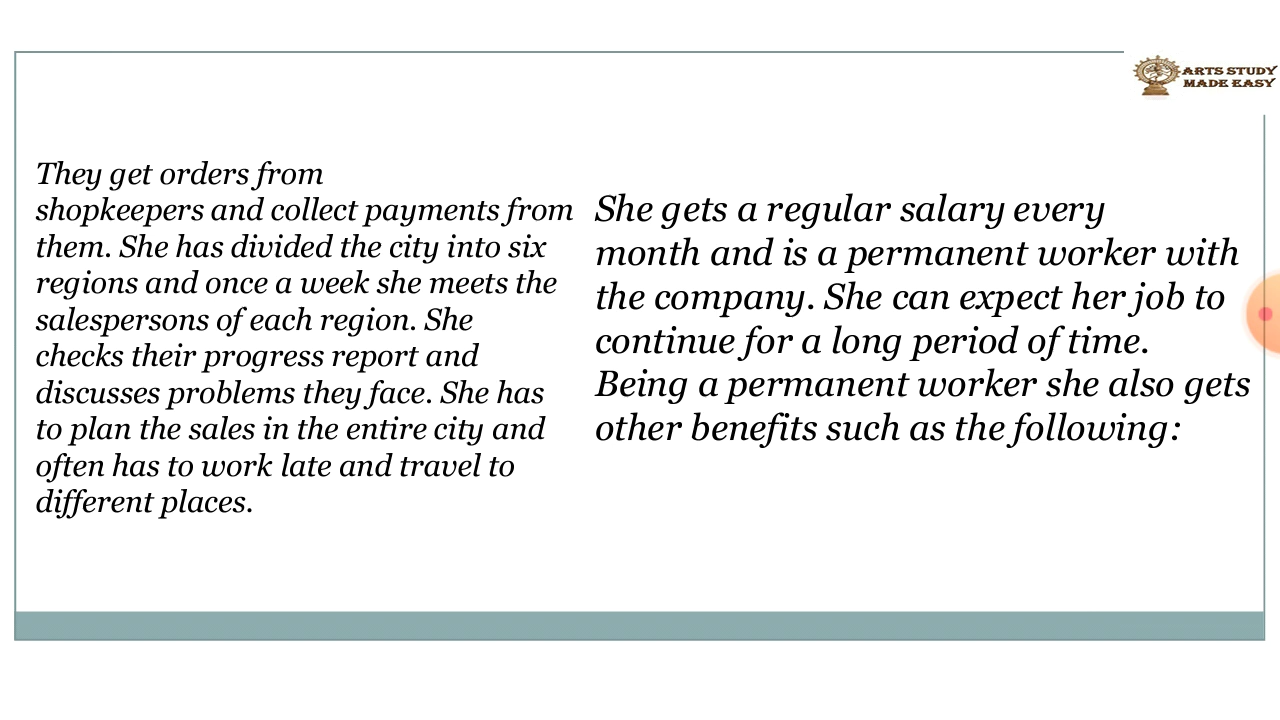 ARTS STUDY
MADE EASY
They get orders from
shopkeepers and collect payments from
them. She has divided the city into six
regions and once a week she meets the
salespersons of each region. She
checks their progress report and
discusses problems they face. She has
to plan the sales in the entire city and
often has to work late and travel to
different places.
She gets a regular salary every
month and is a permanent worker with
the company. She can expect her job to
continue for a long period of time.
Being a permanent worker she also gets
other benefits such as the following: